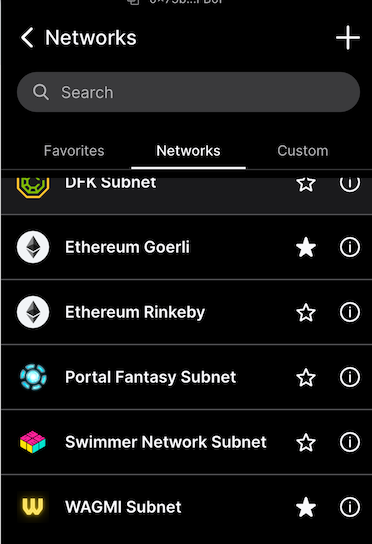 Networks
Search
Favorites Networks Custom
DFK Subnet
Ethereum Goerli
Ethereum Rinkeby
Portal Fantasy Subnet
Swimmer Network Subnet
W
WAGMI Subnet